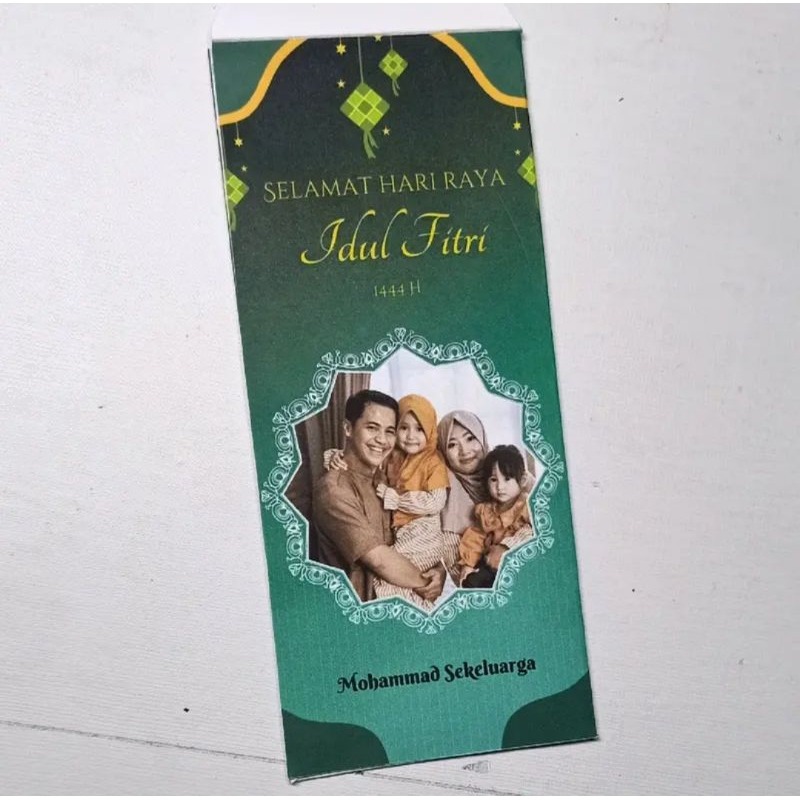 SELAMAT HARI RAYA
Idul Fitri
1444 H
Mohammad Sekeluarga